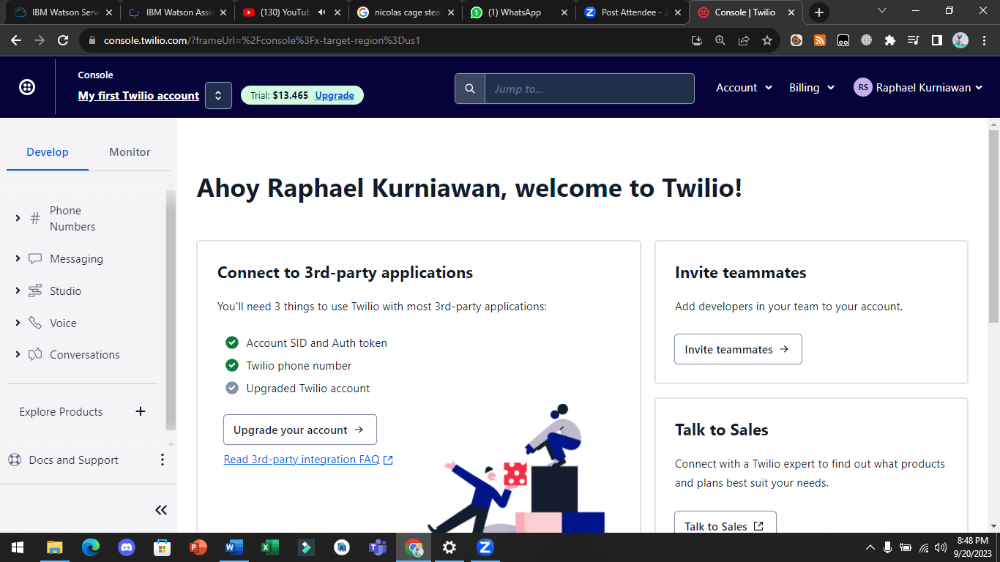 IBM Watson Serv
IBM Watson Assis
(130) YouTub
nicolas cage stea
(1) WhatsApp
Post Attendee - Z
Console | Twilio
console.twilio.com/?frameUrl=%2Fconsole%3Fx-target-region%3Dus1
Console
My first Twilio account
Trial: $13.465 Upgrade
Jump to...
Account
Billing
RS
Raphael Kurniawan
Develop
Monitor
Phone
Numbers
Messaging
Studio
Voice
Conversations
Explore Products
Docs and Support
Ahoy Raphael Kurniawan, welcome to Twilio!
Connect to 3rd-party applications
You'll need 3 things to use Twilio with most 3rd-party applications:
Account SID and Auth token
Twilio phone number
Upgraded Twilio account
Upgrade your account
Read 3rd-party integration FAQ
Invite teammates
Add developers in your team to your account.
Invite teammates
Talk to Sales
Connect with a Twilio expert to find out what products
and plans best suit your needs.
Talk to Sales
8:48 PM
9/20/2023